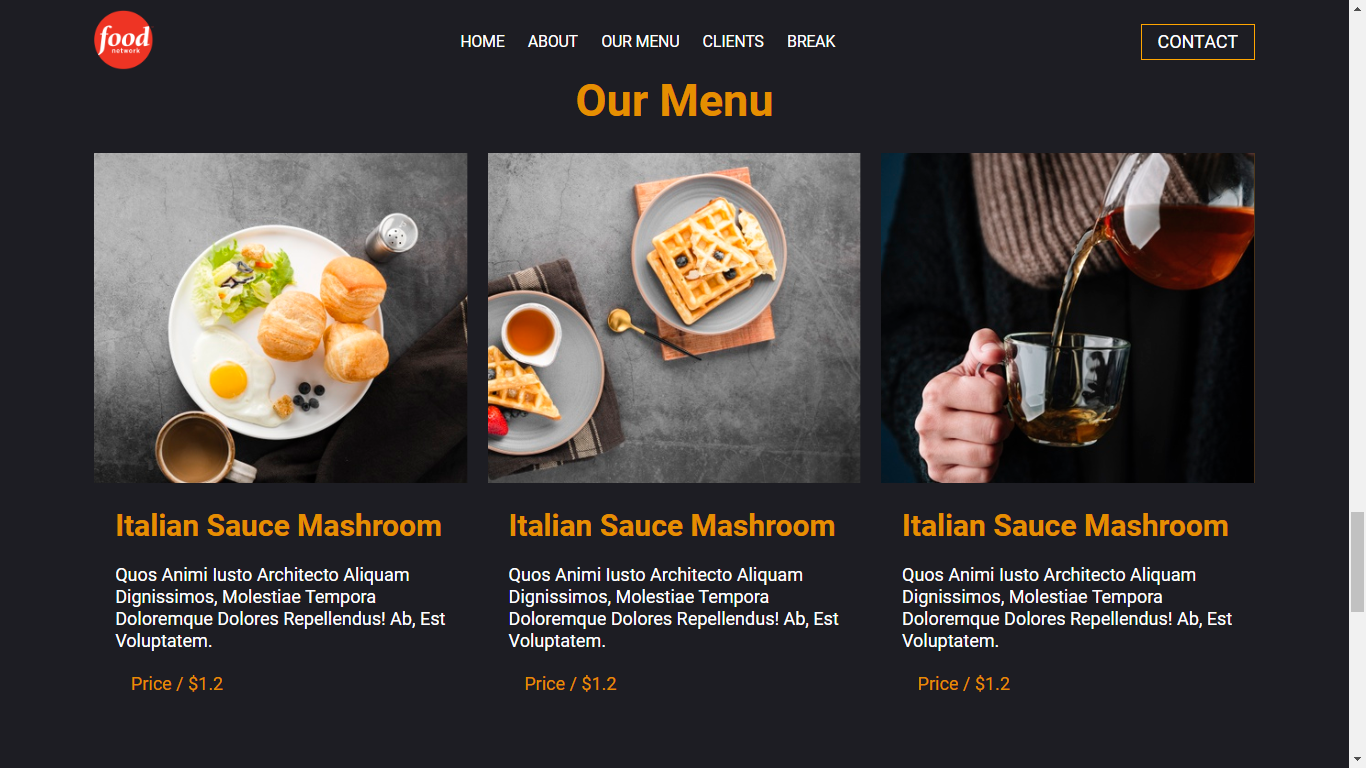 food
network
HOME ABOUT OUR MENU CLIENTS BREAK
CONTACT
Our Menu
Italian Sauce Mashroom
Quos Animi Iusto Architecto Aliquam
Dignissimos, Molestiae Tempora
Doloremque Dolores Repellendus! Ab, Est
Voluptatem.
Price / $1.2
Italian Sauce Mashroom
Quos Animi Iusto Architecto Aliquam
Dignissimos, Molestiae Tempora
Doloremque Dolores Repellendus! Ab, Est
Voluptatem.
Price / $1.2
Italian Sauce Mashroom
Quos Animi Iusto Architecto Aliquam
Dignissimos, Molestiae Tempora
Doloremque Dolores Repellendus! Ab, Est
Voluptatem.
Price / $1.2